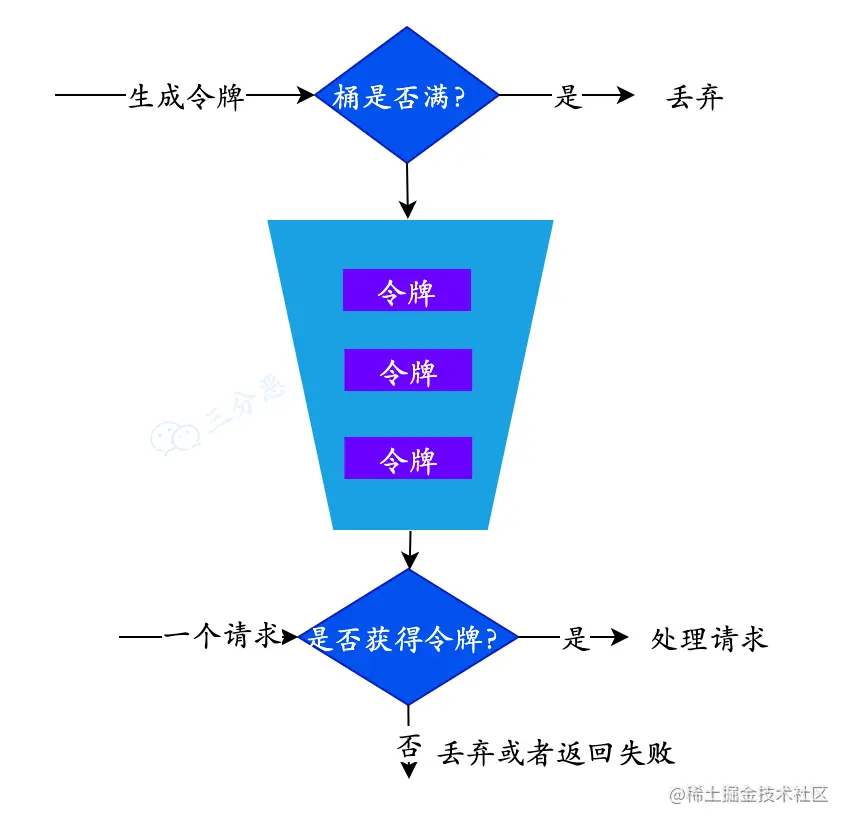 生成令牌
桶是否满?
是
丢弃
令牌
令牌
令牌
三分恶
一个请求
是否获得令牌?
是
处理请求
否
丢弃或者返回失败
@稀土掘金技术社区